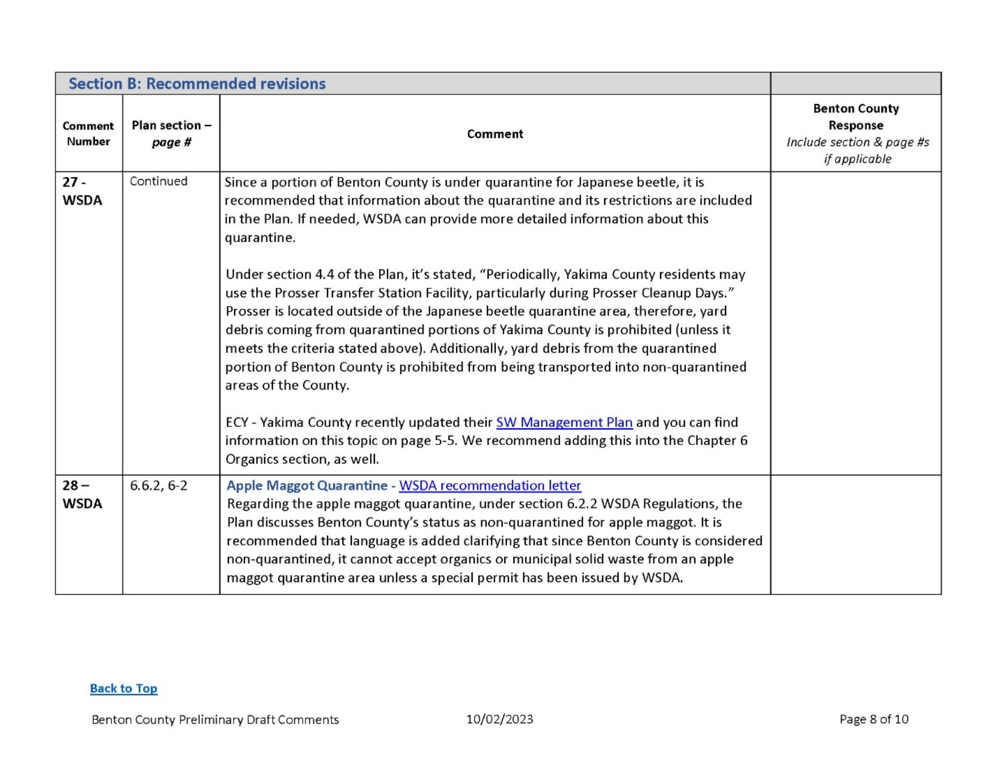 Section B: Recommended revisions
Comment
Number
Plan section –
page #
Comment
Benton County
Response
Include section & page #s
if applicable
27 -
WSDA
Continued
Since a portion of Benton County is under quarantine for Japanese beetle, it is
recommended that information about the quarantine and its restrictions are included
in the Plan. If needed, WSDA can provide more detailed information about this
quarantine.
Under section 4.4 of the Plan, it’s stated, “Periodically, Yakima County residents may
use the Prosser Transfer Station Facility, particularly during Prosser Cleanup Days.”
Prosser is located outside of the Japanese beetle quarantine area, therefore, yard
debris coming from quarantined portions of Yakima County is prohibited (unless it
meets the criteria stated above). Additionally, yard debris from the quarantined
portion of Benton County is prohibited from being transported into non-quarantined
areas of the County.
ECY - Yakima County recently updated their SW Management Plan and you can find
information on this topic on page 5-5. We recommend adding this into the Chapter 6
Organics section, as well.
28 –
WSDA
6.6.2, 6-2
Apple Maggot Quarantine - WSDA recommendation letter
Regarding the apple maggot quarantine, under section 6.2.2 WSDA Regulations, the
Plan discusses Benton County’s status as non-quarantined for apple maggot. It is
recommended that language is added clarifying that since Benton County is considered
non-quarantined, it cannot accept organics or municipal solid waste from an apple
maggot quarantine area unless a special permit has been issued by WSDA.
Back to Top
Benton County Preliminary Draft Comments
10/02/2023
Page 8 of 10